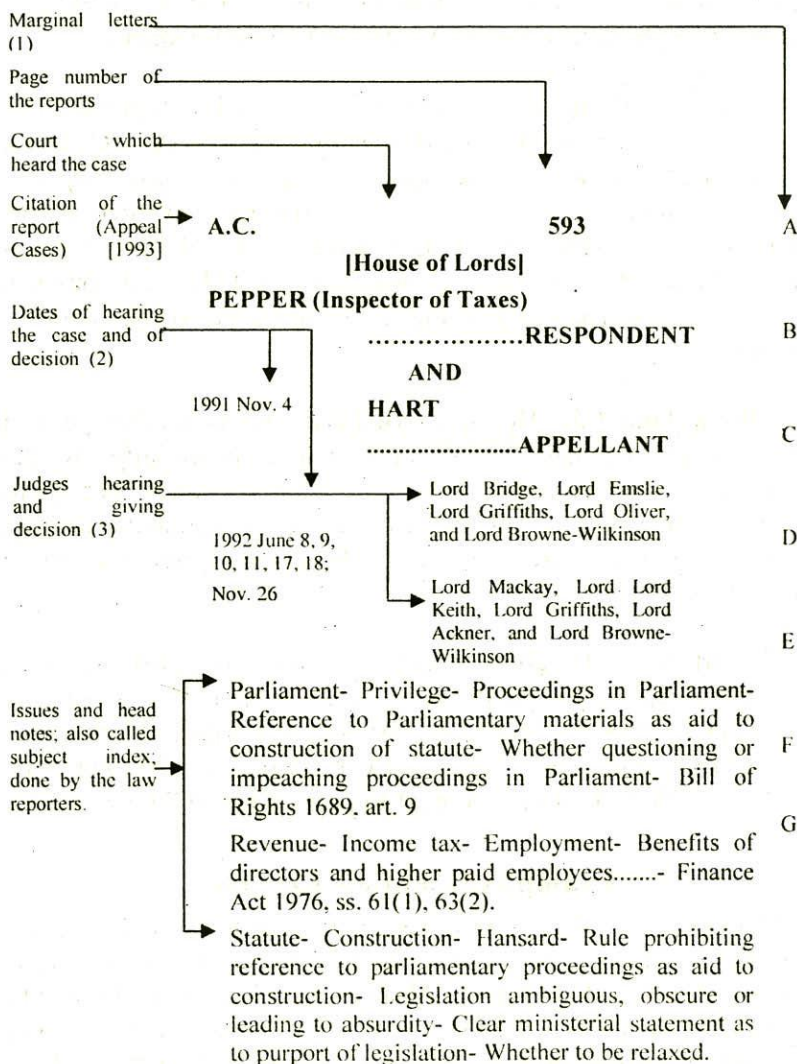 Marginal letters
(1)
Page number of
the reports
Court which
heard the case
Citation of the
report (Appeal
Cases) [1993]
A.C. 593 A
[House of Lords]
PEPPER (Inspector of Taxes)
Dates of hearing
the case and of
decision (2)
...................RESPONDENT B
AND
1991 Nov. 4
HART
.......................APPELLANT C
Judges hearing
and giving
decision (3)
Lord Bridge, Lord Emslie,
Lord Griffiths, Lord Oliver,
and Lord Browne-Wilkinson
1992 June 8, 9,
10, 11, 17, 18;
Nov. 26
D
Lord Mackay, Lord Lord
Keith, Lord Griffiths, Lord
Ackner, and Lord Browne-
Wilkinson
E
Issues and head
notes; also called
subject index;
done by the law
reporters.
Parliament- Privilege- Proceedings in Parliament-
Reference to Parliamentary materials as aid to
construction of statute- Whether questioning or F
impeaching proceedings in Parliament- Bill of
Rights 1689. art. 9
G
Revenue- Income tax- Employment- Benefits of
directors and higher paid employees.......- Finance
Act 1976, ss. 61(1), 63(2).
Statute- Construction- Hansard- Rule prohibiting
reference to parliamentary proceedings as aid to
construction- Legislation ambiguous, obscure or
leading to absurdity- Clear ministerial statement as
to purport of legislation- Whether to be relaxed.